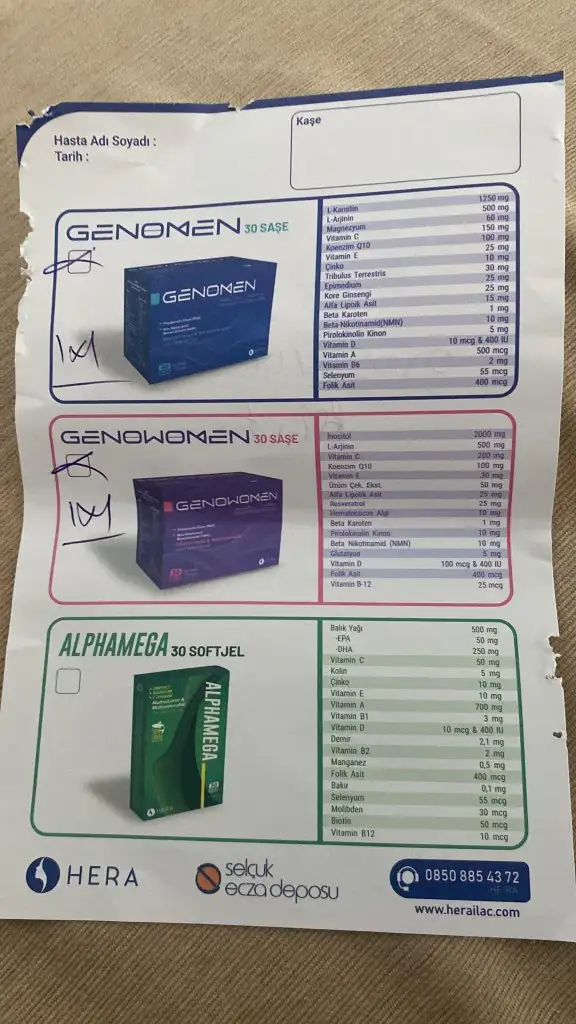 Hasta Adı Soyadı :
Tarih :
Kaşe
GENOMEN 30 SAŞE
GENOMEN
1x1
L-Karnitin 1250 mg
L-Arjinin 500 mg
Magnezyum 60 mg
Vitamin C 150 mg
Koenzim Q10 100 mg
Vitamin E 25 mg
Çinko 10 mg
Tribulus Terrestris 30 mg
Epimedium 25 mg
Kore Ginsengi 25 mg
Alfa Lipoik Asit 15 mg
Beta Karoten 1 mg
Beta-Nikotinamid(NMN) 10 mg
Pirolokinolin Kinon 5 mg
Vitamin D 10 mcg & 400 IU
Vitamin A 500 mcg
Vitamin B6 2 mg
Selenyum 55 mcg
Folik Asit 400 mcg
GENOWOMEN 30 SAŞE
GENOWOMEN
1x1
İnositol 2000 mg
L-Arjinin 500 mg
Vitamin C 200 mg
Koenzim Q10 100 mg
Vitamin E 30 mg
Üzüm Çek. Ekst. 50 mg
Alfa Lipolik Asit 25 mg
Resveratrol 25 mg
Hematococus Algi 10 mg
Beta Karoten 1 mg
Pirolokinolin Kinon 10 mg
Beta Nikotinamid (NMN) 10 mg
Glutatyon 5 mg
Vitamin D 100 mcg & 400 IU
Folik Asit 400 mcg
Vitamin B-12 25 mcg
ALPHAMEGA 30 SOFTJEL
ALPHAMEGA
HERA
Balık Yağı 500 mg
-EPA 50 mg
-DHA 250 mg
Vitamin C 50 mg
Kolin 5 mg
Çinko 10 mg
Vitamin E 10 mg
Vitamin A 700 mg
Vitamin B1 3 mg
Vitamin D 10 mcg & 400 IU
Demir 2,1 mg
Vitamin B2 2 mg
Manganez 0,5 mg
Folik Asit 400 mcg
Bakır 0,1 mg
Selenyum 55 mcg
Molibden 30 mcg
Biotin 50 mcg
Vitamin B12 10 mcg
HERA
selçuk
ecza deposu
0850 885 43 72
www.herailac.com